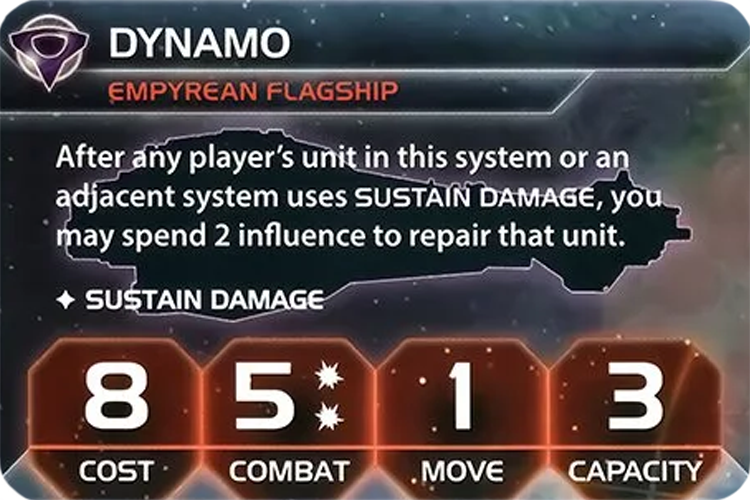 DYNAMO
EMPYREAN FLAGSHIP
After any player's unit in this system or an
adjacent system uses SUSTAIN DAMAGE, you
may spend 2 influence to repair that unit.
✦ SUSTAIN DAMAGE
8 5 1 3
COST COMBAT MOVE CAPACITY